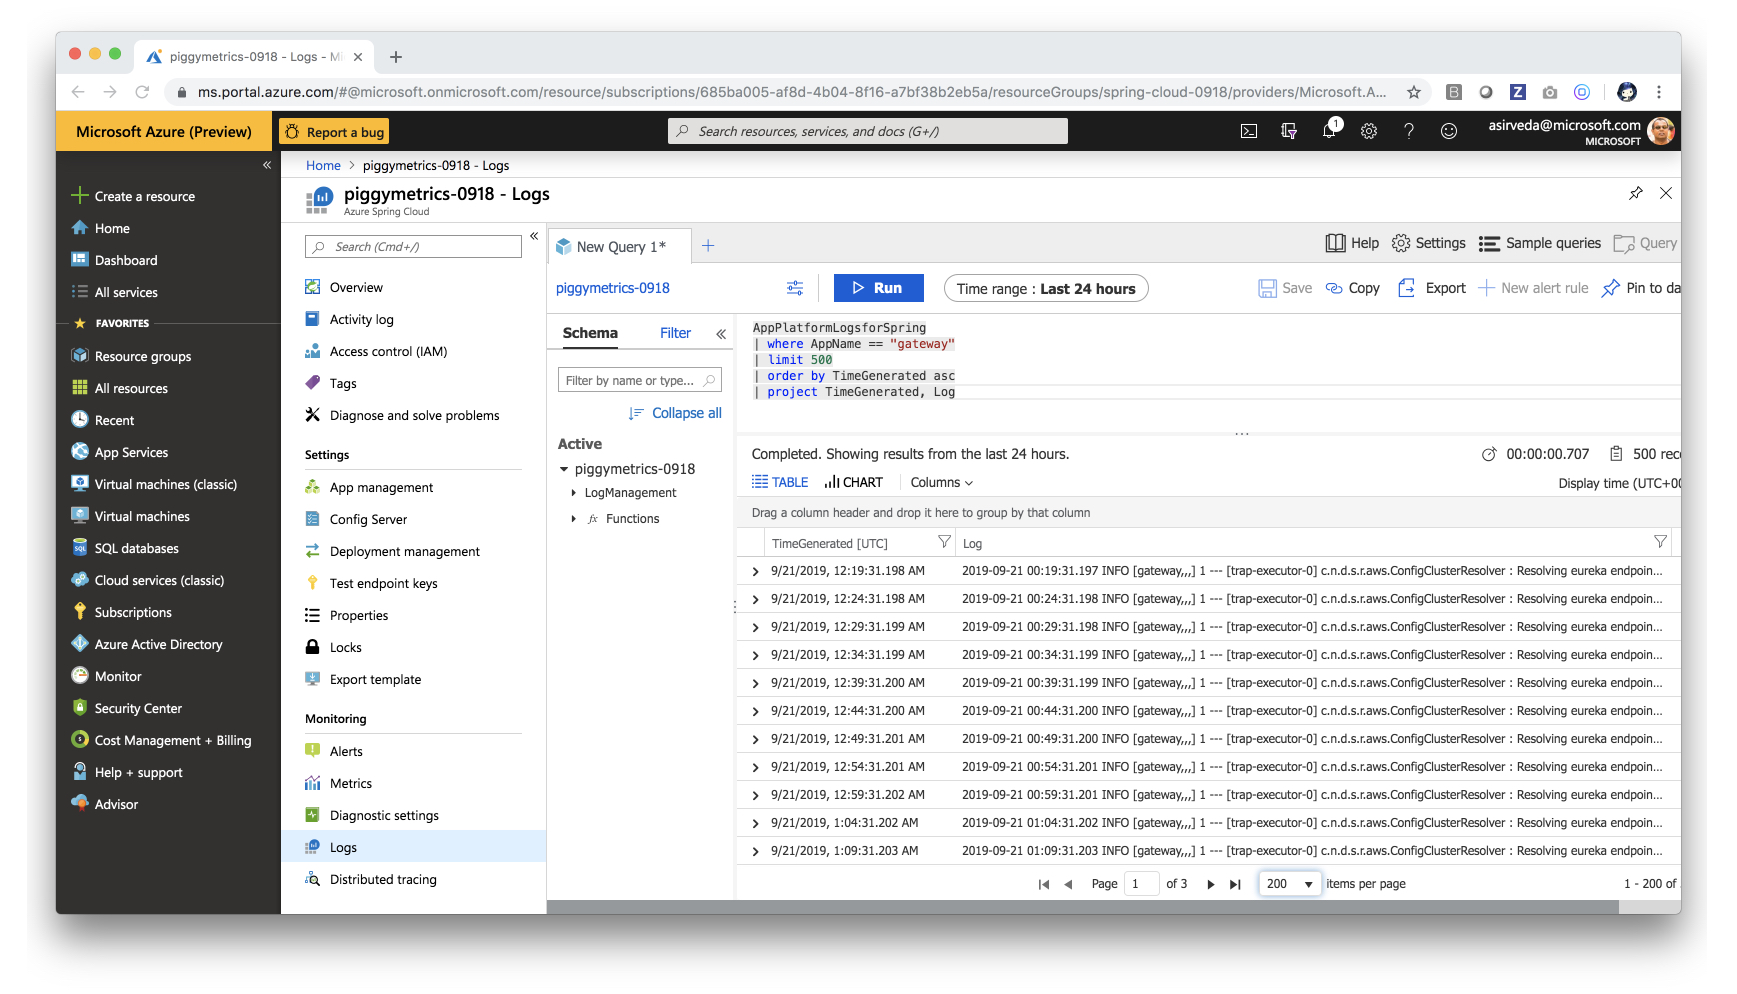 piggymetrics-0918 - Logs - Mi
ms.portal.azure.com/#@microsoft.onmicrosoft.com/resource/subscriptions/685ba005-af8d-4b04-8f16-a7bf38b2eb5a/resourceGroups/spring-cloud-0918/providers/Microsoft.A...
Microsoft Azure (Preview)
Report a bug
Search resources, services, and docs (G+/)
1
asirveda@microsoft.com
MICROSOFT
Create a resource
Home
Dashboard
All services
FAVORITES
Resource groups
All resources
Recent
App Services
Virtual machines (classic)
Virtual machines
SQL databases
Cloud services (classic)
Subscriptions
Azure Active Directory
Monitor
Security Center
Cost Management + Billing
Help + support
Advisor
Home > piggymetrics-0918 - Logs
piggymetrics-0918 - Logs
Azure Spring Cloud
Search (Cmd+/)
Overview
Activity log
Access control (IAM)
Tags
Diagnose and solve problems
Settings
App management
Config Server
Deployment management
Test endpoint keys
Properties
Locks
Export template
Monitoring
Alerts
Metrics
Diagnostic settings
Logs
Distributed tracing
New Query 1*
Help Settings Sample queries Query
piggymetrics-0918
Run
Time range : Last 24 hours
Save Copy Export New alert rule Pin to da
Schema Filter
Filter by name or type...
Collapse all
Active
piggymetrics-0918
LogManagement
fx Functions
AppPlatformLogsforSpring
| where AppName == "gateway"
| limit 500
| order by TimeGenerated asc
| project TimeGenerated, Log
Completed. Showing results from the last 24 hours.
00:00:00.707 500 rec
TABLE CHART Columns
Display time (UTC+00
Drag a column header and drop it here to group by that column
TimeGenerated [UTC] Log
9/21/2019, 12:19:31.198 AM 2019-09-21 00:19:31.197 INFO [gateway,,,] 1 --- [trap-executor-0] c.n.d.s.r.aws.ConfigClusterResolver : Resolving eureka endpoin...
9/21/2019, 12:24:31.198 AM 2019-09-21 00:24:31.198 INFO [gateway,,,] 1 --- [trap-executor-0] c.n.d.s.r.aws.ConfigClusterResolver : Resolving eureka endpoin...
9/21/2019, 12:29:31.199 AM 2019-09-21 00:29:31.198 INFO [gateway,,,] 1 --- [trap-executor-0] c.n.d.s.r.aws.ConfigClusterResolver : Resolving eureka endpoin...
9/21/2019, 12:34:31.199 AM 2019-09-21 00:34:31.199 INFO [gateway,,,] 1 --- [trap-executor-0] c.n.d.s.r.aws.ConfigClusterResolver : Resolving eureka endpoin...
9/21/2019, 12:39:31.200 AM 2019-09-21 00:39:31.199 INFO [gateway,,,] 1 --- [trap-executor-0] c.n.d.s.r.aws.ConfigClusterResolver : Resolving eureka endpoin...
9/21/2019, 12:44:31.200 AM 2019-09-21 00:44:31.200 INFO [gateway,,,] 1 --- [trap-executor-0] c.n.d.s.r.aws.ConfigClusterResolver : Resolving eureka endpoin...
9/21/2019, 12:49:31.201 AM 2019-09-21 00:49:31.200 INFO [gateway,,,] 1 --- [trap-executor-0] c.n.d.s.r.aws.ConfigClusterResolver : Resolving eureka endpoin...
9/21/2019, 12:54:31.201 AM 2019-09-21 00:54:31.201 INFO [gateway,,,] 1 --- [trap-executor-0] c.n.d.s.r.aws.ConfigClusterResolver : Resolving eureka endpoin...
9/21/2019, 12:59:31.202 AM 2019-09-21 00:59:31.201 INFO [gateway,,,] 1 --- [trap-executor-0] c.n.d.s.r.aws.ConfigClusterResolver : Resolving eureka endpoin...
9/21/2019, 1:04:31.202 AM 2019-09-21 01:04:31.202 INFO [gateway,,,] 1 --- [trap-executor-0] c.n.d.s.r.aws.ConfigClusterResolver : Resolving eureka endpoin...
9/21/2019, 1:09:31.203 AM 2019-09-21 01:09:31.203 INFO [gateway,,,] 1 --- [trap-executor-0] c.n.d.s.r.aws.ConfigClusterResolver : Resolving eureka endpoin...
Page 1 of 3 200 items per page 1 - 200 of